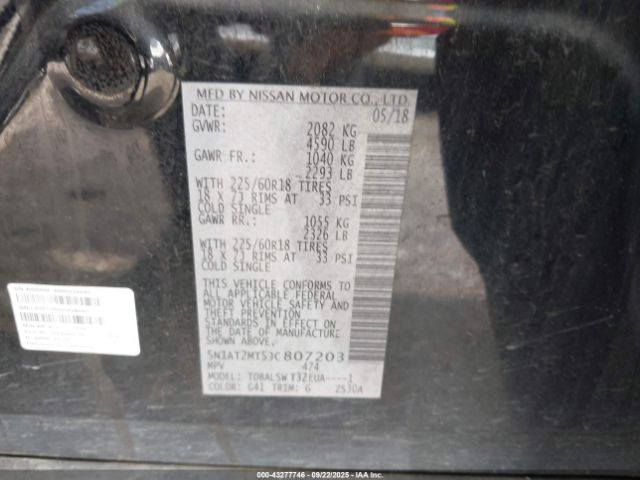 MFD BY NISSAN MOTOR CO., LTD.
DATE: 05/18
GVWR: 2082 KG
4590 LB
GAWR FR.: 1040 KG
2293 LB
WITH 225/60R18 TIRES
18 X 7J RIMS AT 33 PSI
COLD SINGLE
GAWR RR.: 1055 KG
2326 LB
WITH 225/60R18 TIRES
18 X 7J RIMS AT 33 PSI
COLD SINGLE
THIS VEHICLE CONFORMS TO
ALL APPLICABLE FEDERAL
MOTOR VEHICLE SAFETY AND
THEFT PREVENTION
STANDARDS IN EFFECT ON
THE DATE OF MANUFACTURE
SHOWN ABOVE.
5N1AT2MT5JC807203
MPV 474
MODEL: TDBALSW T32EUA----1
COLOR: G41 TRIM: G 2530A
000-43277746 - 09/22/2025 - IAA Inc.